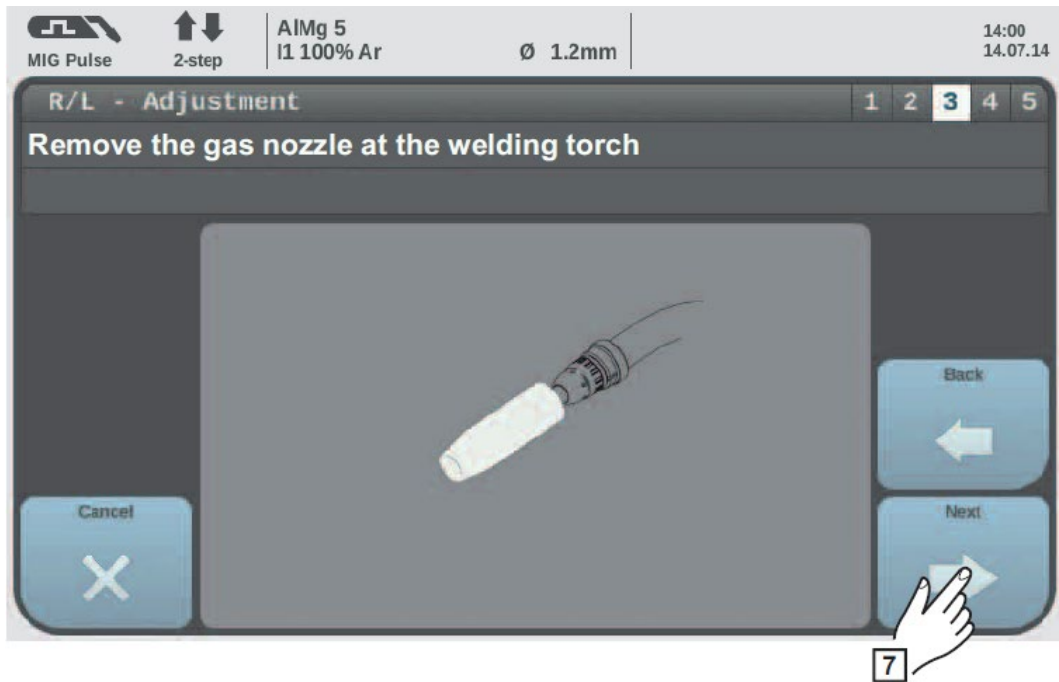 MIG Pulse
2-step
AlMg 5
I1 100% Ar
Ø 1.2mm
14:00
14.07.14
R/L - Adjustment
1 2 3 4 5
Remove the gas nozzle at the welding torch
Back
Cancel
Next
7